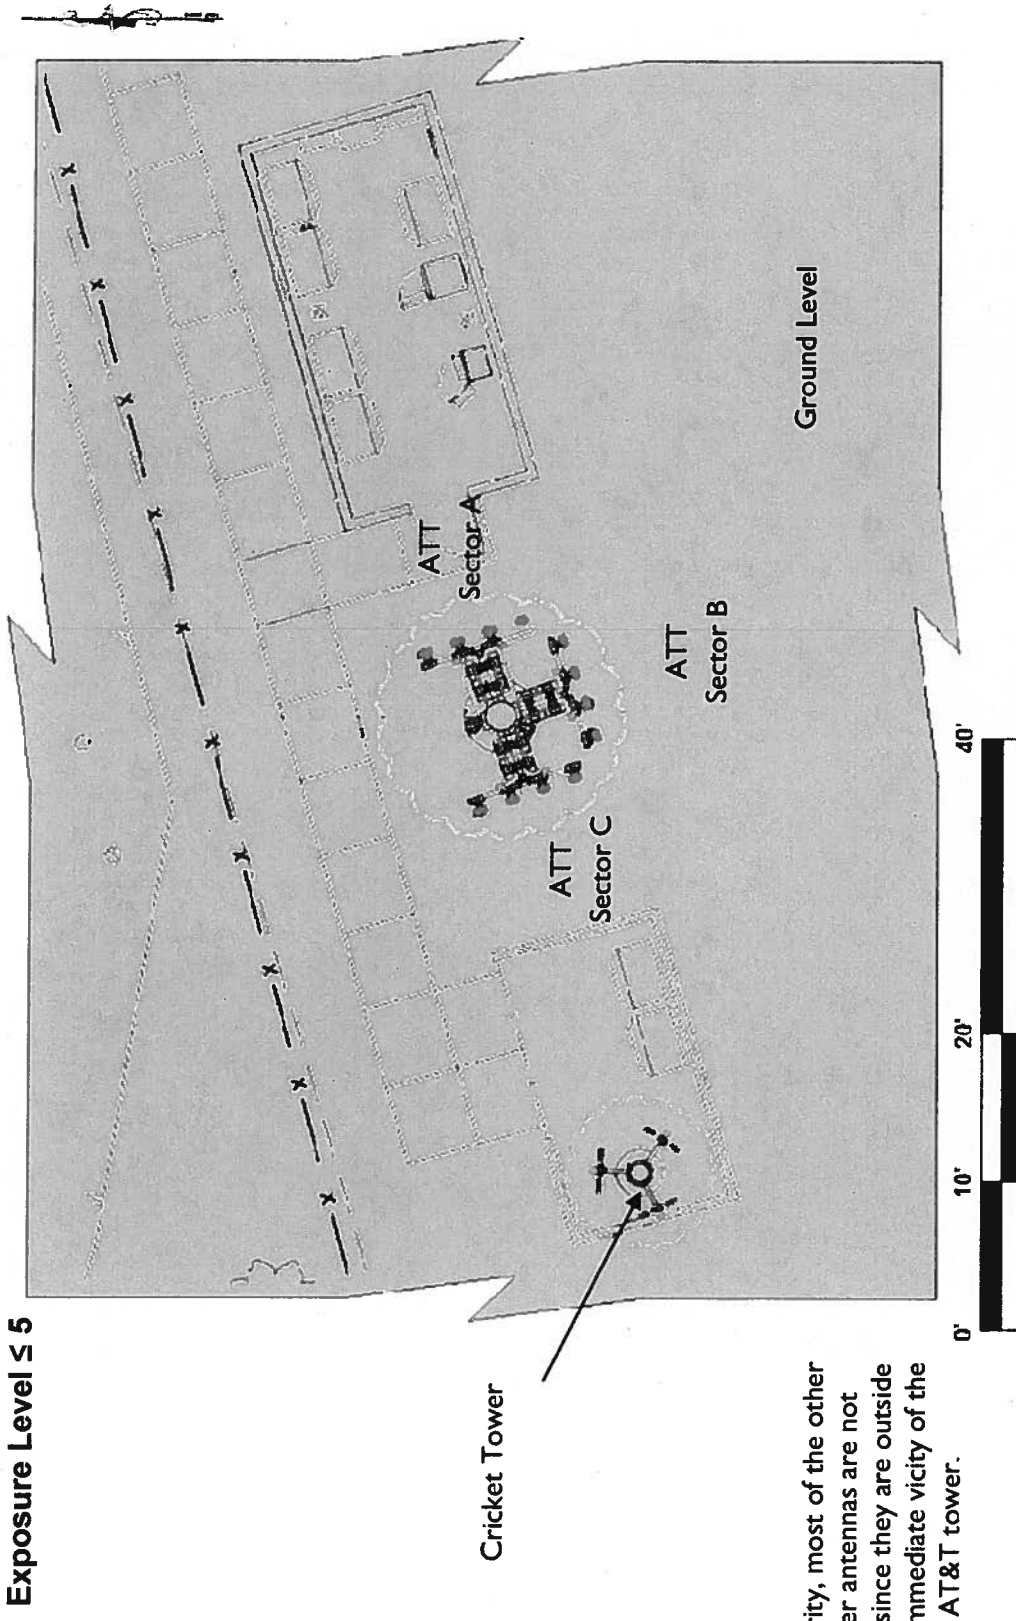 Exposure Level ≤ 5
Cricket Tower
ATT
Sector A
ATT
Sector B
ATT
Sector C
Ground Level
rity, most of the other
er antennas are not
since they are outside
mmediate vicity of the
AT&T tower.
0'
10'
20'
40'